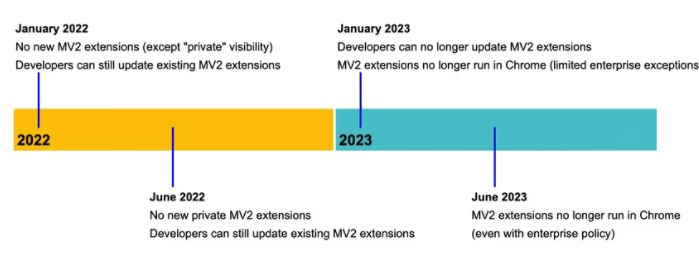 January 2022
No new MV2 extensions (except "private" visibility)
Developers can still update existing MV2 extensions
January 2023
Developers can no longer update MV2 extensions
MV2 extensions no longer run in Chrome (limited enterprise exceptions
2022
2023
June 2022
No new private MV2 extensions
Developers can still update existing MV2 extensions
June 2023
MV2 extensions no longer run in Chrome
(even with enterprise policy)